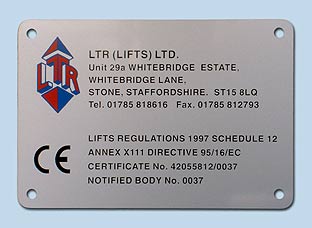 LTR
LTR (LIFTS) LTD.
Unit 29a WHITEBRIDGE ESTATE,
WHITEBRIDGE LANE,
STONE, STAFFORDSHIRE. ST15 8LQ
Tel. 01785 818616 Fax. 01785 812793
LIFTS REGULATIONS 1997 SCHEDULE 12
CE
ANNEX X111 DIRECTIVE 95/16/EC
CERTIFICATE No. 42055812/0037
NOTIFIED BODY No. 0037